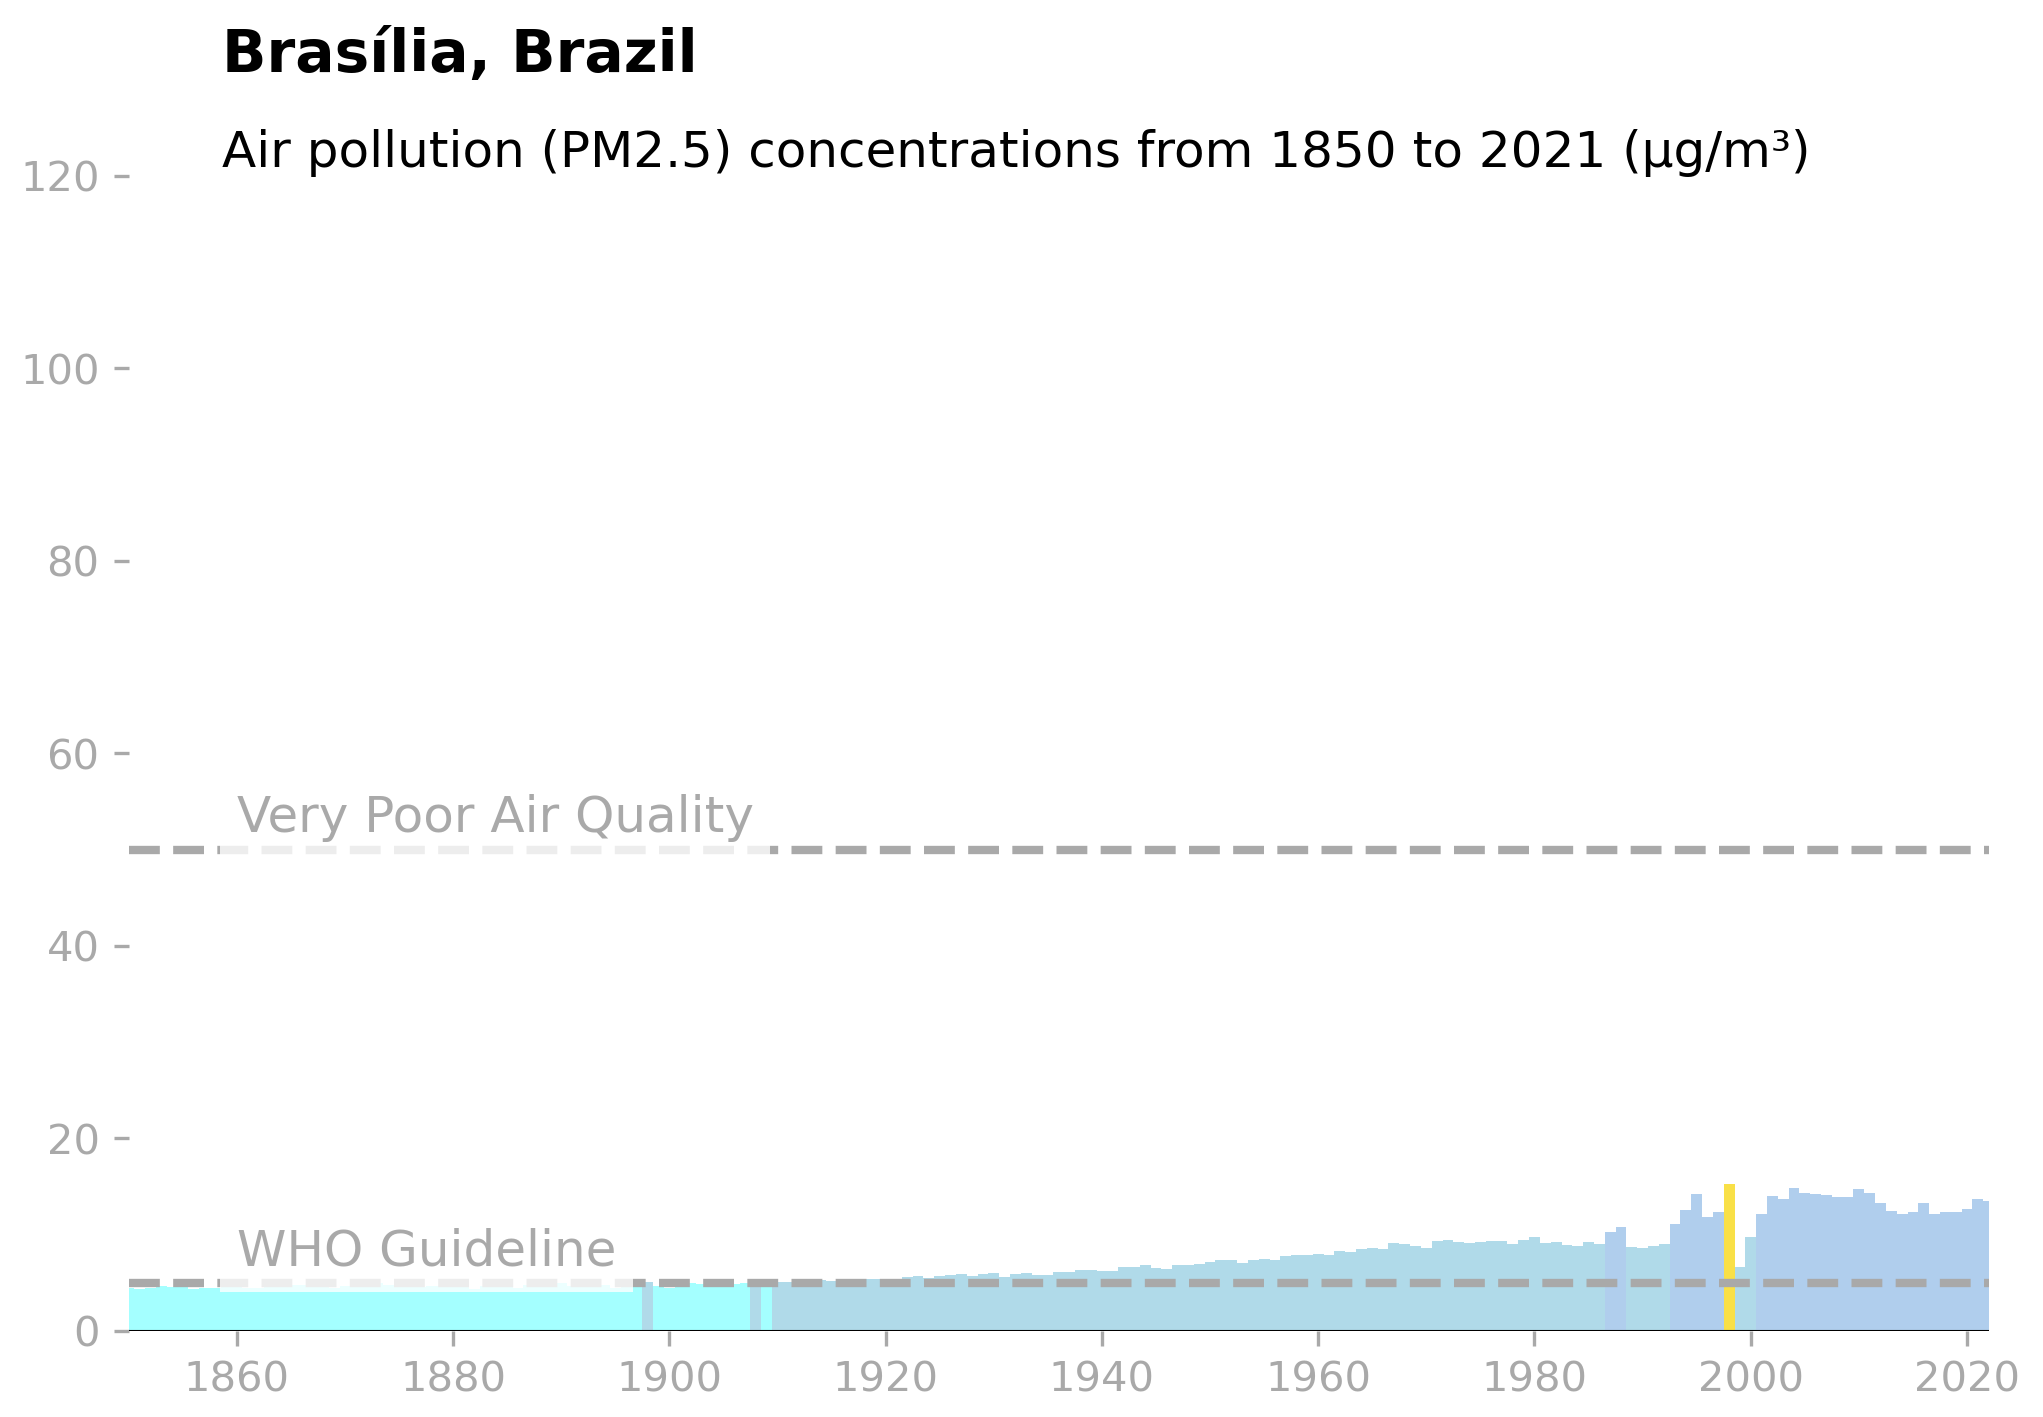 Brasília, Brazil
Air pollution (PM2.5) concentrations from 1850 to 2021 (µg/m³)
120
100
80
60
Very Poor Air Quality
40
20
WHO Guideline
0
1860 1880 1900 1920 1940 1960 1980 2000 2020